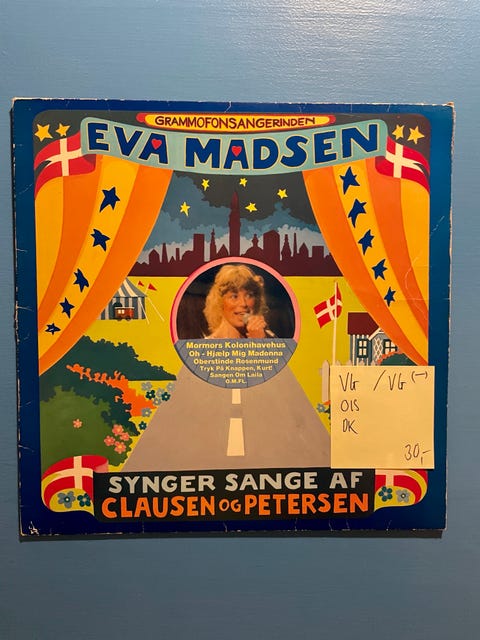 GRAMMOFONSANGERINDEN
EVA MADSEN
Mormors Kolonihavehus
Oh - Hjælp Mig Madonna
Oberstinde Rosenmund
Tryk På Knappen, Kurt!
Sangen Om Laila
O.M.FL.
VG / VG (-)
OIS
DK
30,-
SYNGER SANGE AF
CLAUSEN OG PETERSEN